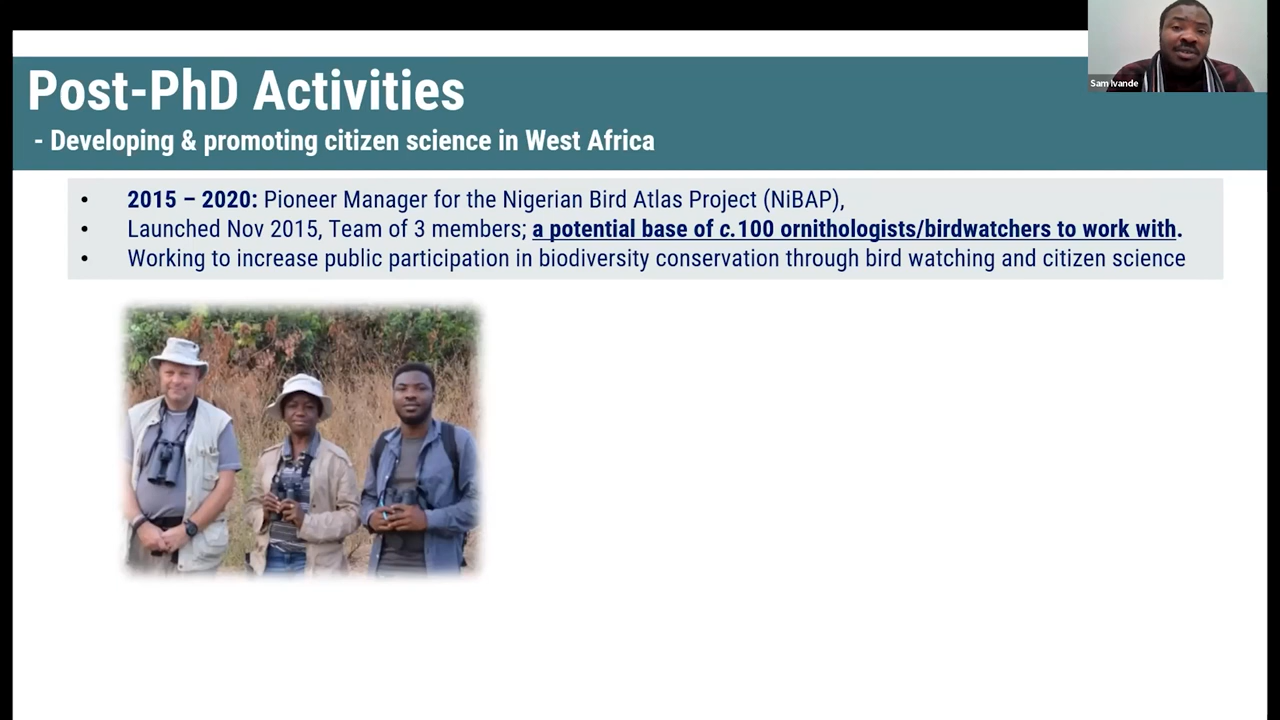 Sam Ivande
Post-PhD Activities
- Developing & promoting citizen science in West Africa
• 2015 – 2020: Pioneer Manager for the Nigerian Bird Atlas Project (NiBAP),
• Launched Nov 2015, Team of 3 members; a potential base of c.100 ornithologists/birdwatchers to work with.
• Working to increase public participation in biodiversity conservation through bird watching and citizen science